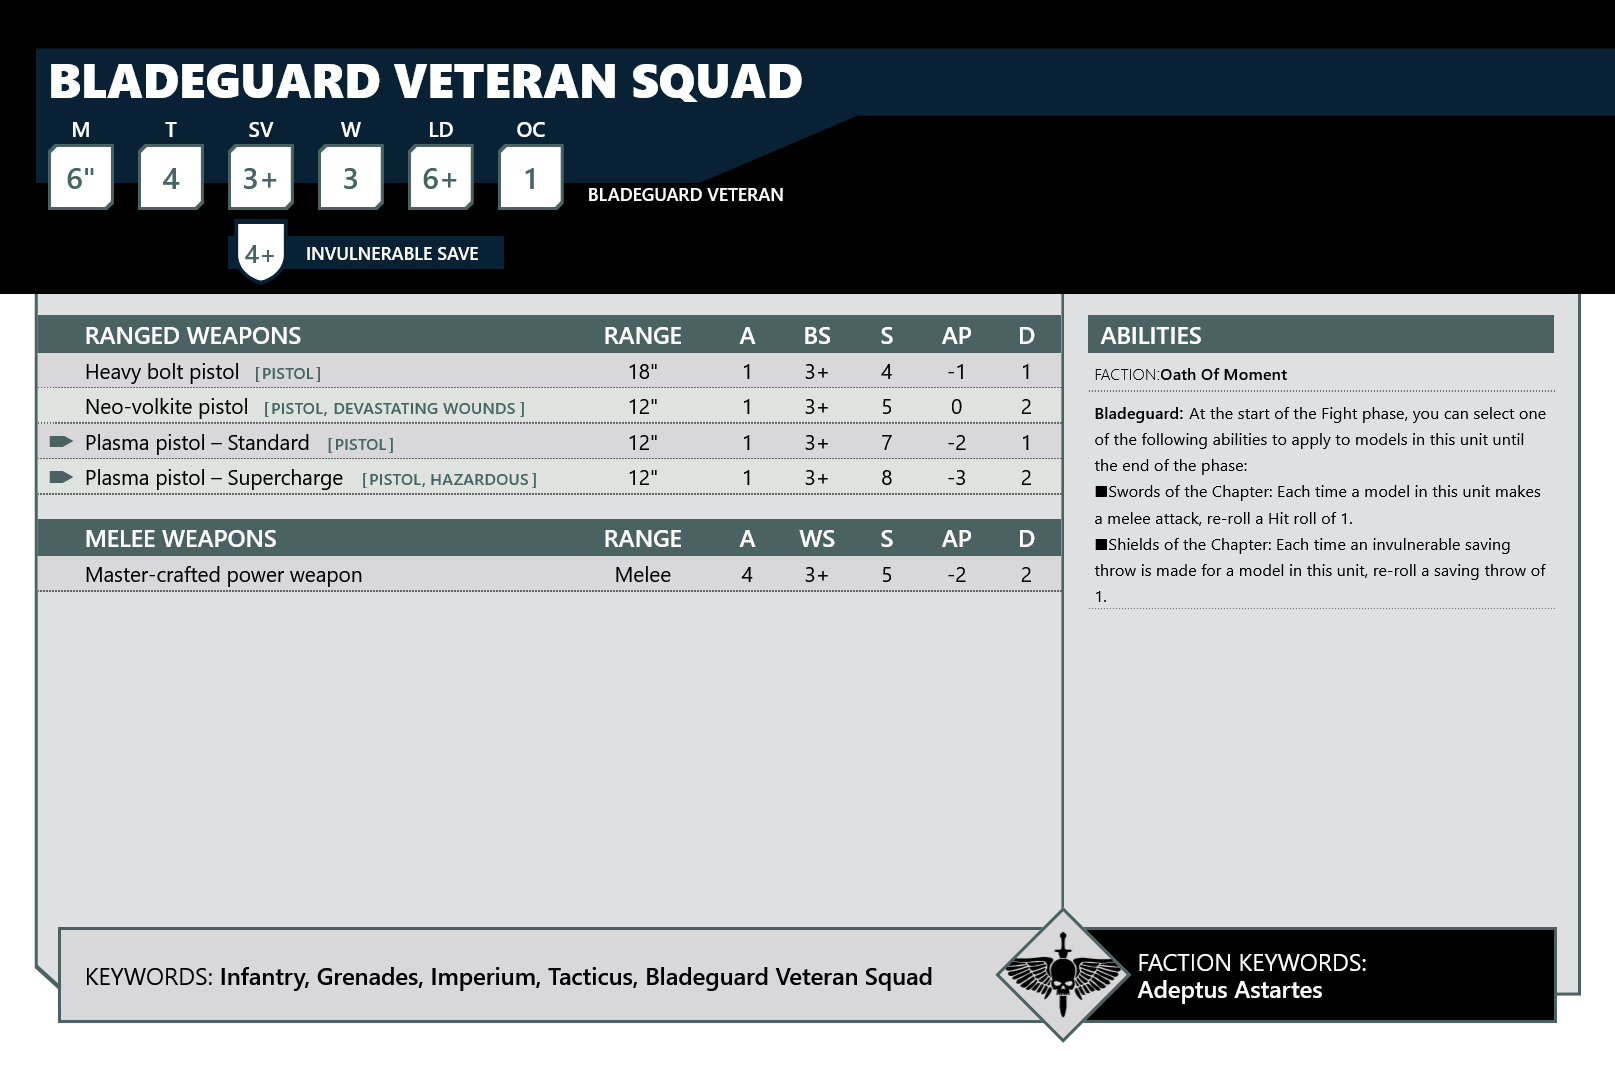 BLADEGUARD VETERAN SQUAD
M T SV W LD OC
6" 4 3+ 3 6+ 1
BLADEGUARD VETERAN
4+ INVULNERABLE SAVE
RANGED WEAPONS RANGE A BS S AP D
Heavy bolt pistol [PISTOL] 18" 1 3+ 4 -1 1
Neo-volkite pistol [PISTOL, DEVASTATING WOUNDS ] 12" 1 3+ 5 0 2
Plasma pistol – Standard [PISTOL] 12" 1 3+ 7 -2 1
Plasma pistol – Supercharge [PISTOL, HAZARDOUS ] 12" 1 3+ 8 -3 2
MELEE WEAPONS RANGE A WS S AP D
Master-crafted power weapon Melee 4 3+ 5 -2 2
ABILITIES
FACTION:Oath Of Moment
Bladeguard: At the start of the Fight phase, you can select one
of the following abilities to apply to models in this unit until
the end of the phase:
■Swords of the Chapter: Each time a model in this unit makes
a melee attack, re-roll a Hit roll of 1.
■Shields of the Chapter: Each time an invulnerable saving
throw is made for a model in this unit, re-roll a saving throw of
1.
KEYWORDS: Infantry, Grenades, Imperium, Tacticus, Bladeguard Veteran Squad
FACTION KEYWORDS:
Adeptus Astartes